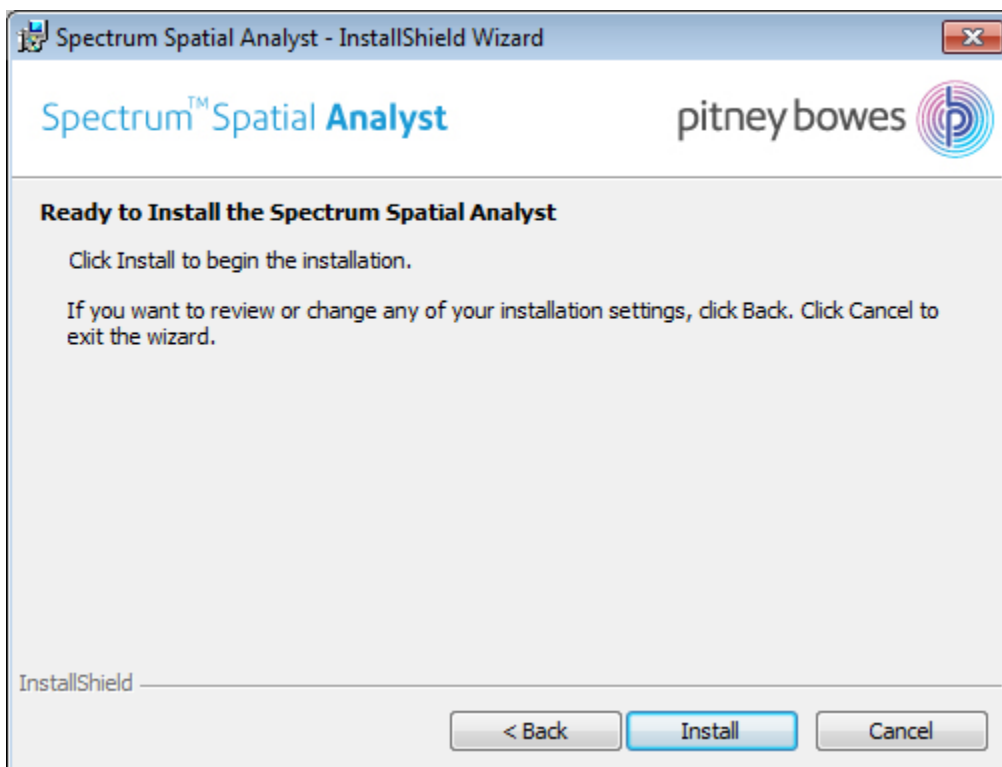 Spectrum Spatial Analyst - InstallShield Wizard
Spectrum™ Spatial Analyst
pitney bowes
Ready to Install the Spectrum Spatial Analyst
Click Install to begin the installation.
If you want to review or change any of your installation settings, click Back. Click Cancel to
exit the wizard.
InstallShield
< Back
Install
Cancel